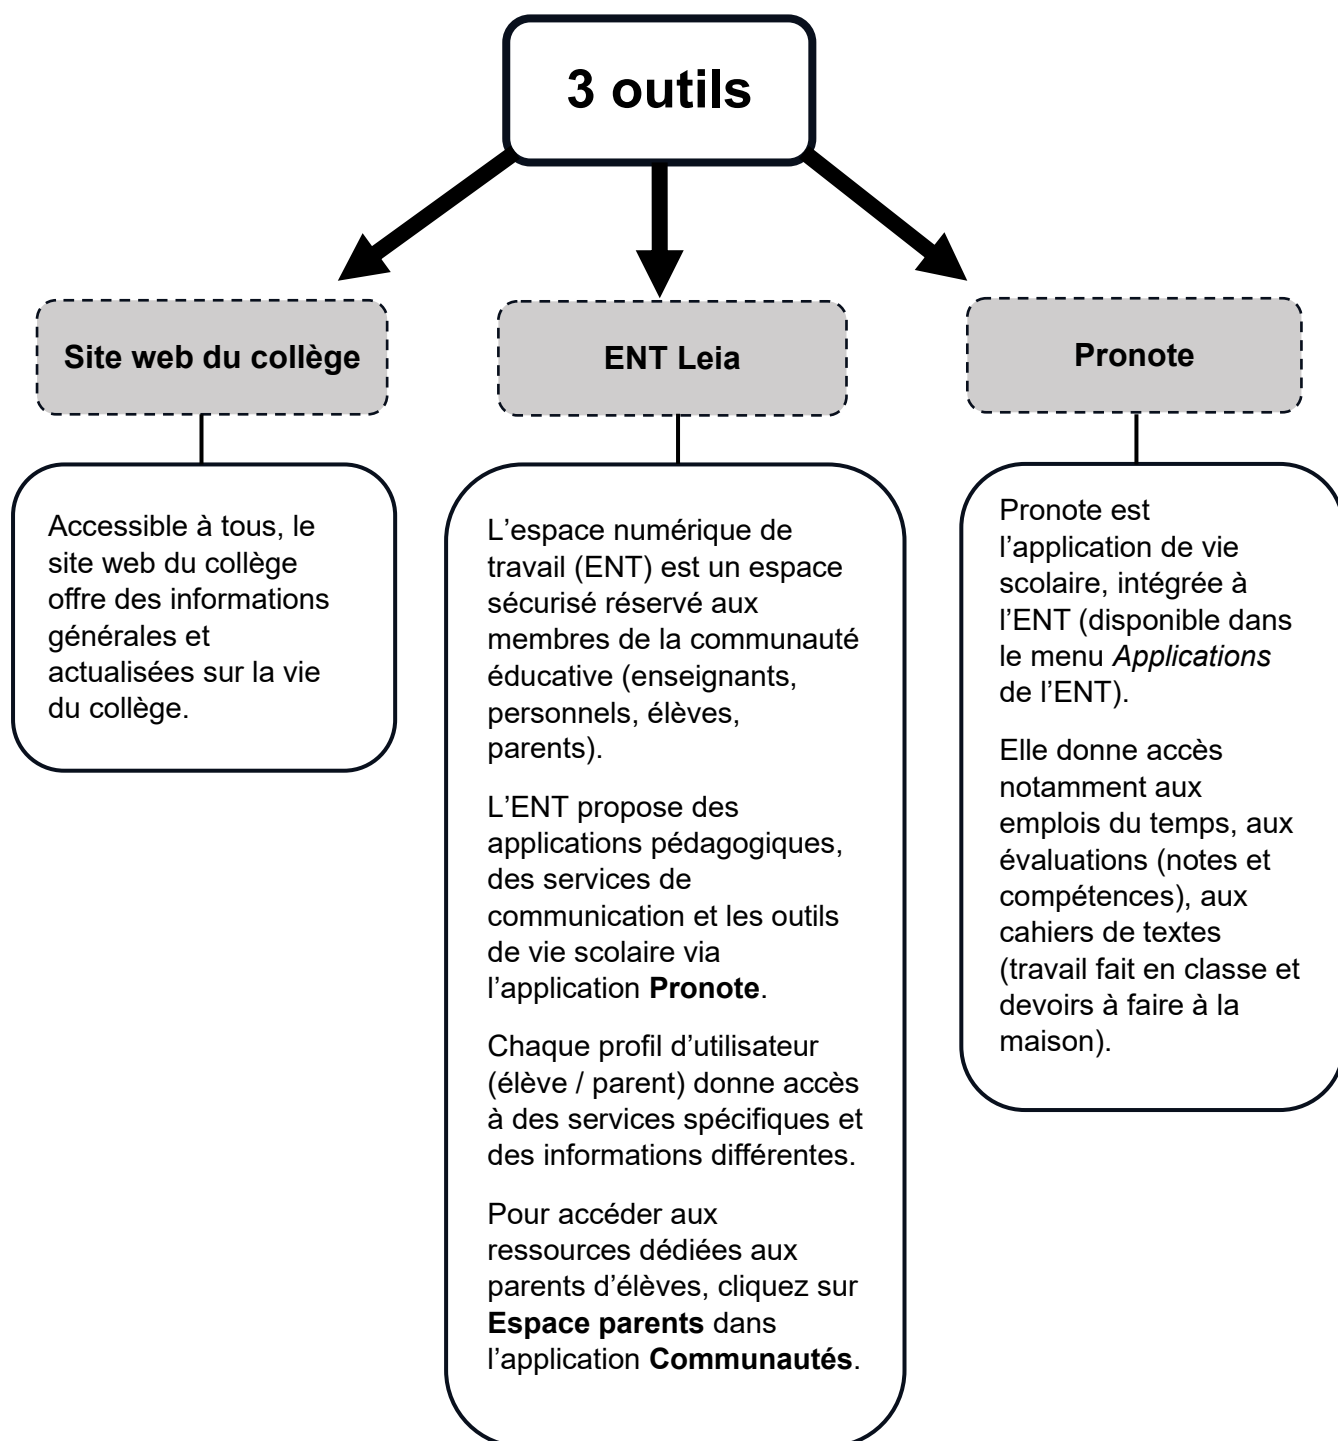 3 outils
Site web du collège
Accessible à tous, le
site web du collège
offre des informations
générales et
actualisées sur la vie
du collège.
ENT Leia
L’espace numérique de
travail (ENT) est un espace
sécurisé réservé aux
membres de la communauté
éducative (enseignants,
personnels, élèves,
parents).
L’ENT propose des
applications pédagogiques,
des services de
communication et les outils
de vie scolaire via
l’application Pronote.
Chaque profil d’utilisateur
(élève / parent) donne accès
à des services spécifiques et
des informations différentes.
Pour accéder aux
ressources dédiées aux
parents d’élèves, cliquez sur
Espace parents dans
l’application Communautés.
Pronote
Pronote est
l’application de vie
scolaire, intégrée à
l’ENT (disponible dans
le menu Applications
de l’ENT).
Elle donne accès
notamment aux
emplois du temps, aux
évaluations (notes et
compétences), aux
cahiers de textes
(travail fait en classe et
devoirs à faire à la
maison).